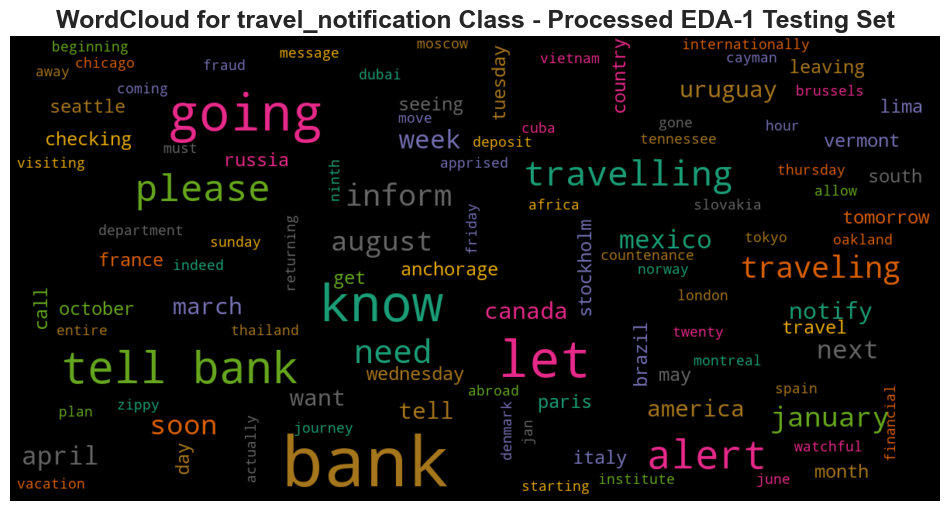 WordCloud for travel_notification Class - Processed EDA-1 Testing Set
beginning
message
moscow
tuesday
vietnam
country
internationally
chicago
fraud
cayman
away
dubai
leaving
coming
going
seeing
uruguay
brussels
seattle
move
lima
checking
week
deposit
cuba
gone
hour
tennessee
vermont
must
visiting
russia
ninth
apprised
travelling
thursday
south
please
inform
allow
africa
slovakia
tomorrow
department
sunday
returning
august
friday
stockholm
mexico
tokyo
oakland
countenance
france
indeed
get
anchorage
norway
traveling
call
october
march
know
canada
london
notify
entire
thailand
brazil
twenty
travel
tell bank
need
let
montreal
next
wednesday
may
plan
zippy
want
abroad
paris
spain
tell
america
january
financial
soon
journey
denmark
jan
april
day
actually
bank
italy
alert
watchful
month
vacation
starting
institute
june